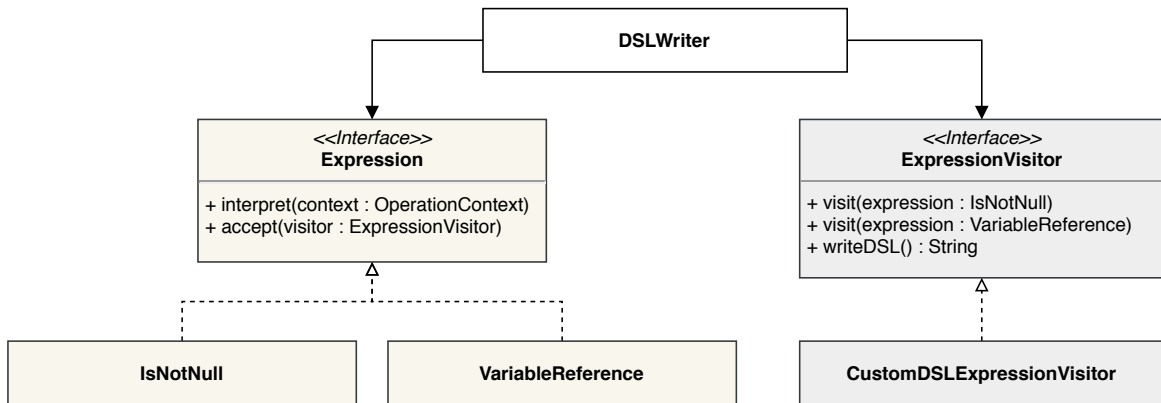 DSLWriter
<<Interface>>
Expression
+ interpret(context : OperationContext)
+ accept(visitor : ExpressionVisitor)
<<Interface>>
ExpressionVisitor
+ visit(expression : IsNotNull)
+ visit(expression : VariableReference)
+ writeDSL() : String
IsNotNull
VariableReference
CustomDSLExpressionVisitor